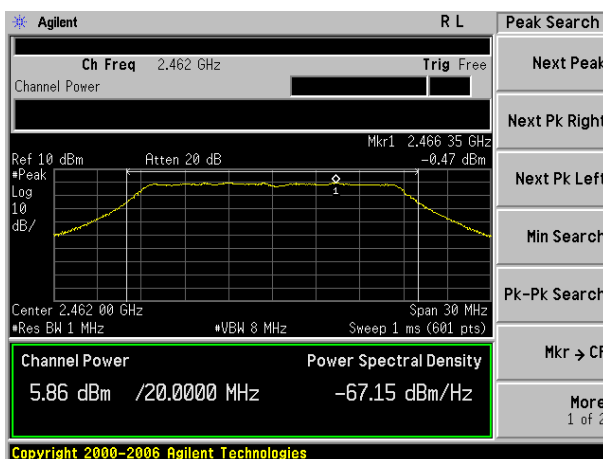 Agilent R L Peak Search
Ch Freq 2.462 GHz Trig Free
Channel Power
Next Peak
Next Pk Right
Mkr1 2.466 35 GHz
Ref 10 dBm Atten 20 dB -0.47 dBm
#Peak
Log
10
dB/
1
Next Pk Left
Min Search
Pk-Pk Search
Center 2.462 00 GHz Span 30 MHz
#Res BW 1 MHz #VBW 8 MHz Sweep 1 ms (601 pts)
Channel Power Power Spectral Density
5.86 dBm /20.0000 MHz -67.15 dBm/Hz
Mkr → CF
More
1 of 2
Copyright 2000-2006 Agilent Technologies